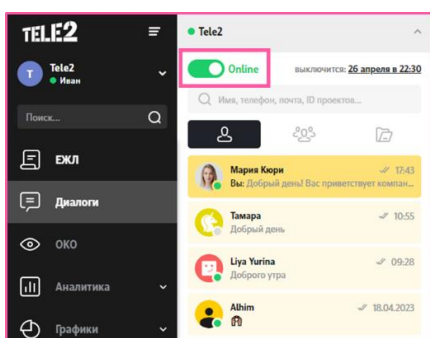 TELE2
Tele2
T
Tele2
Иван
Online
выключится: 26 апреля в 22:30
Поиск...
Имя, телефон, почта, ID проектов...
ЕЖЛ
Мария Кюри
17:43
Вы: Добрый день! Вас приветствует компан...
Диалоги
Тамара
10:55
Добрый день
ОКО
Liya Yurina
09:28
Доброго утра
Аналитика
Alhim
18.04.2023
Графики